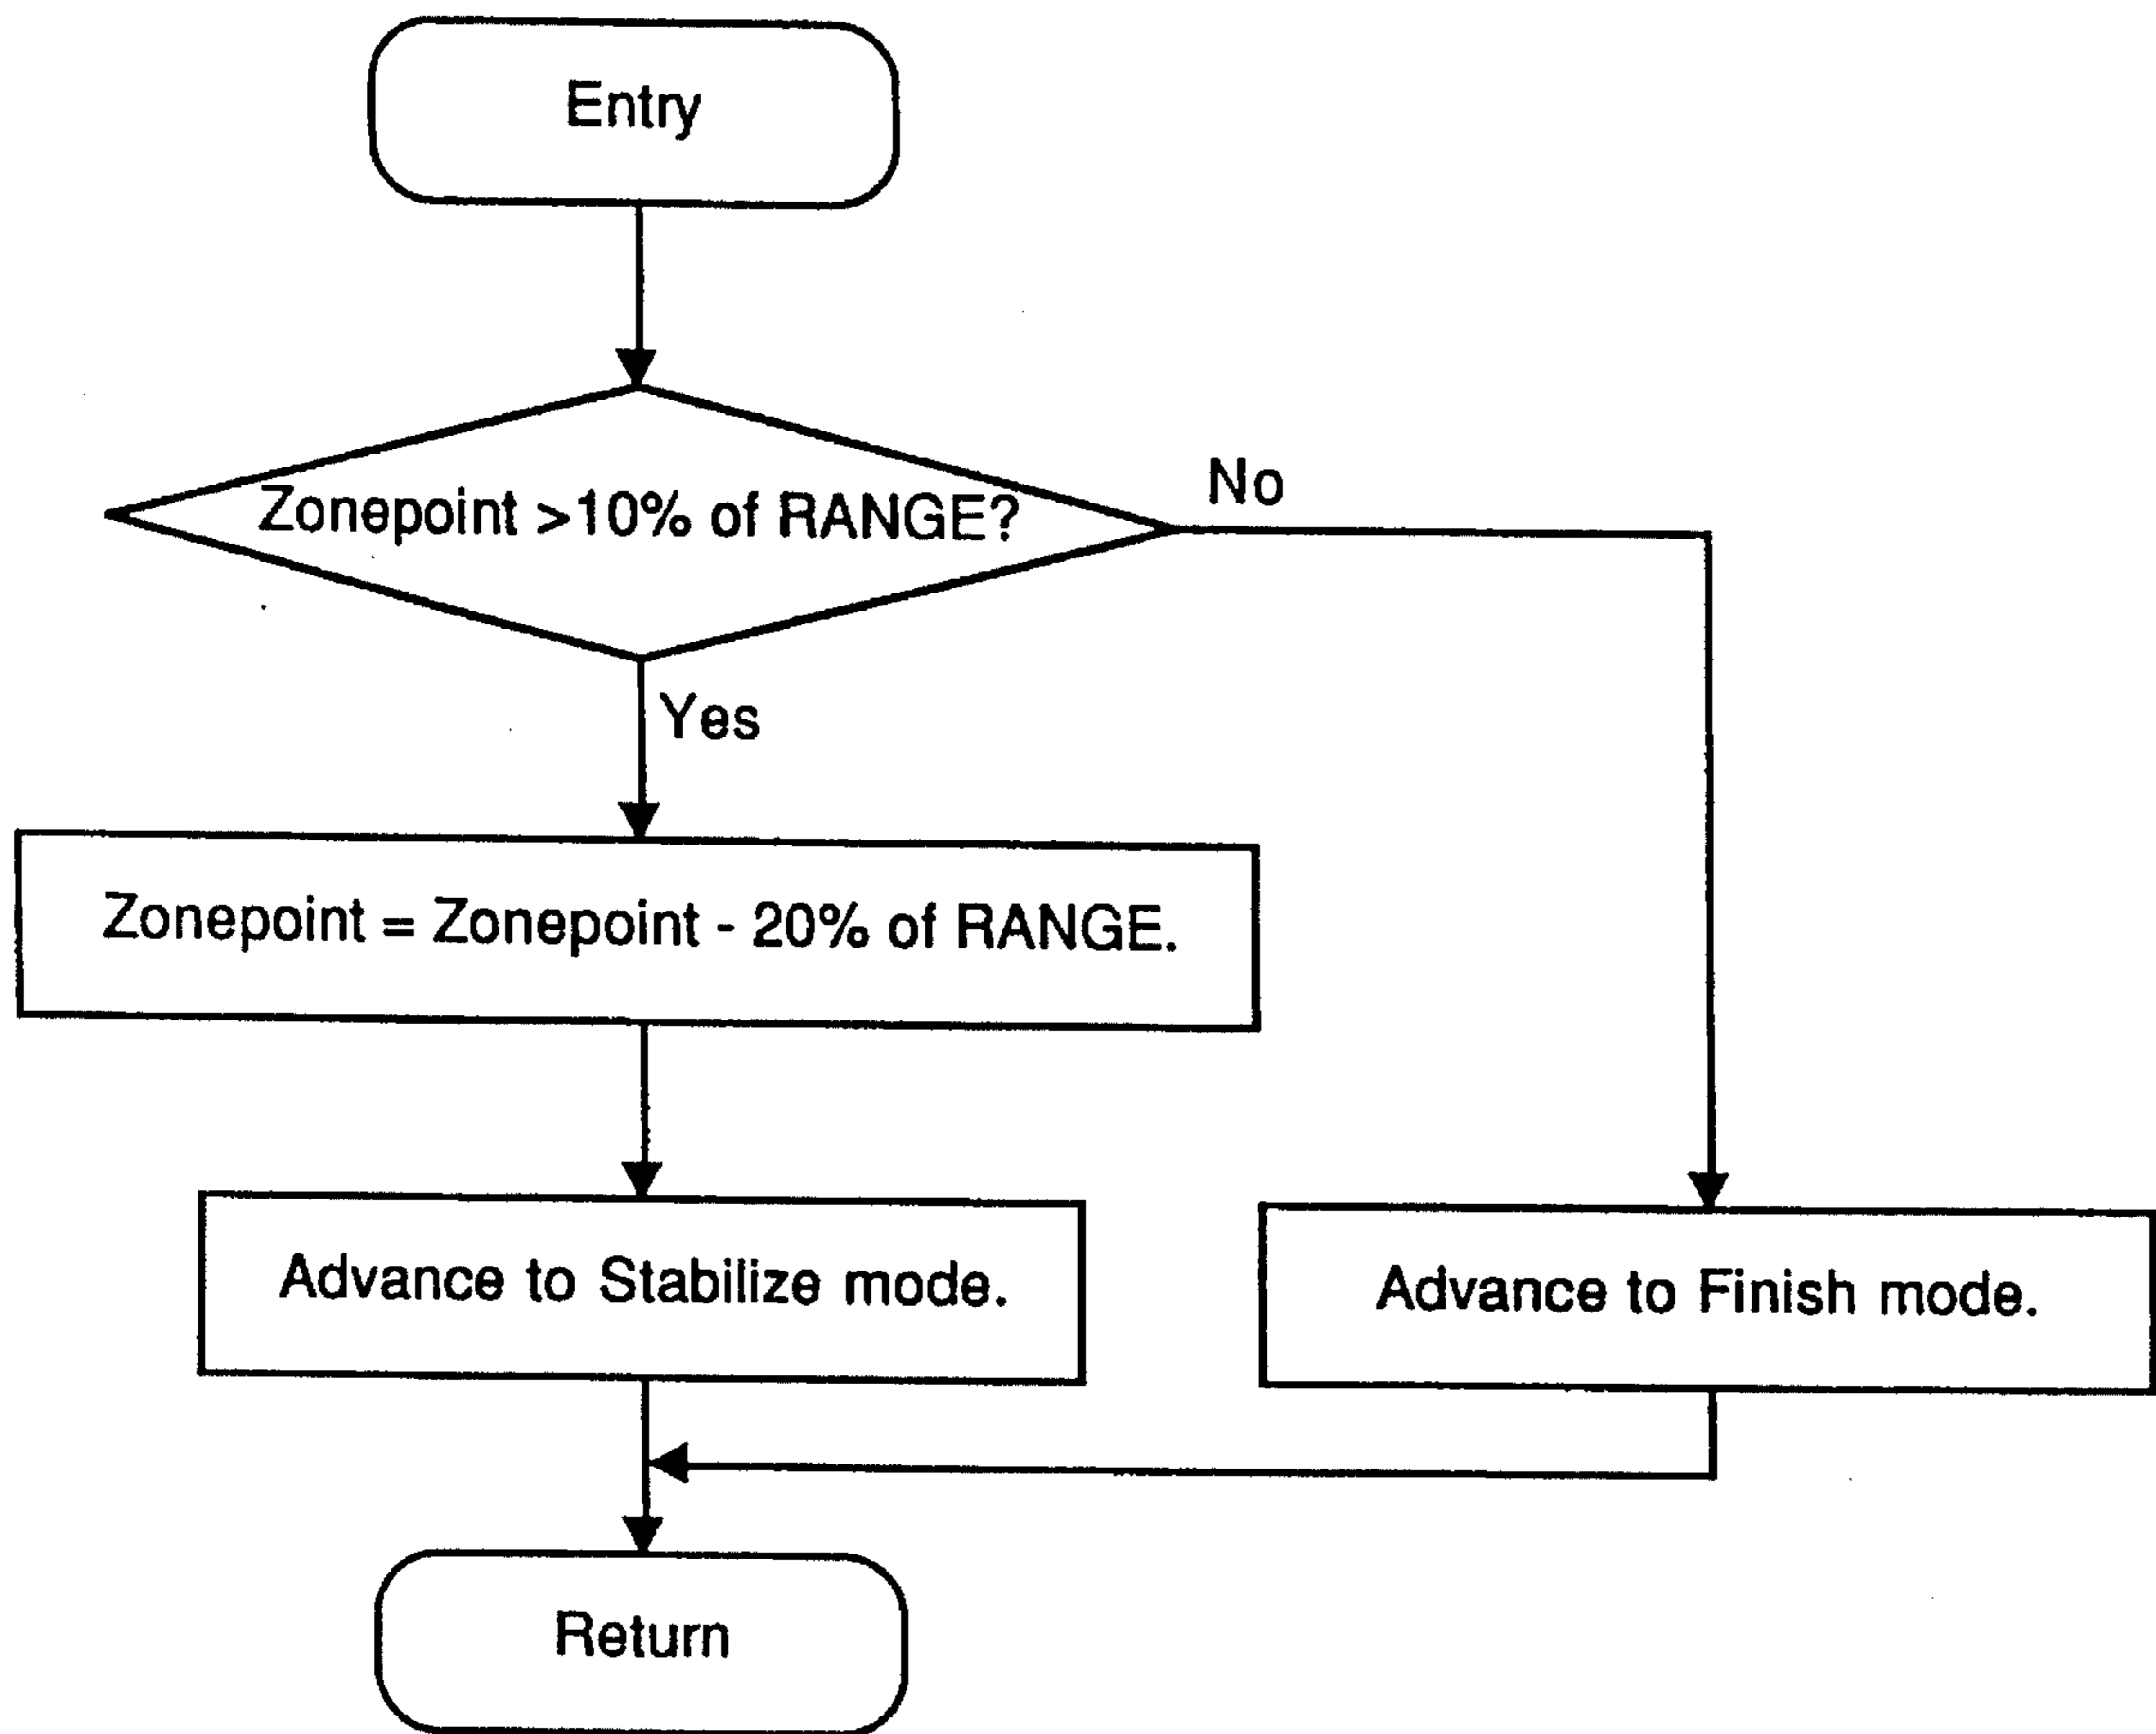 Entry
Zonepoint >10% of RANGE?
No
Yes
Zonepoint = Zonepoint - 20% of RANGE.
Advance to Stabilize mode.
Advance to Finish mode.
Return